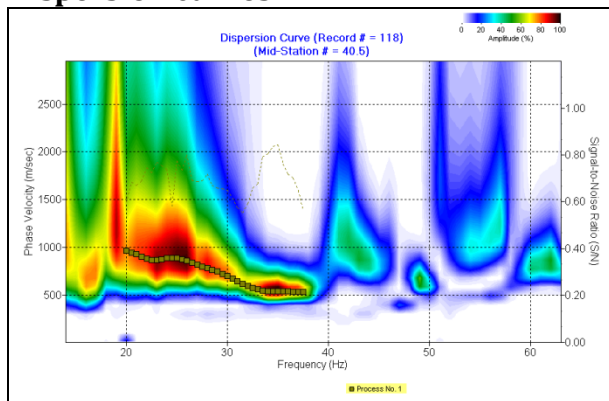 0 20 40 60 80 100
Amplitude (%)
Dispersion Curve (Record # = 118)
(Mid-Station # = 40.5)
Phase Velocity (m/sec)
2500
2000
1500
1000
500
Signal-to-Noise Ratio (S/N)
1.00
0.80
0.60
0.40
0.20
0.00
20 30 40 50 60
Frequency (Hz)
Process No. 1